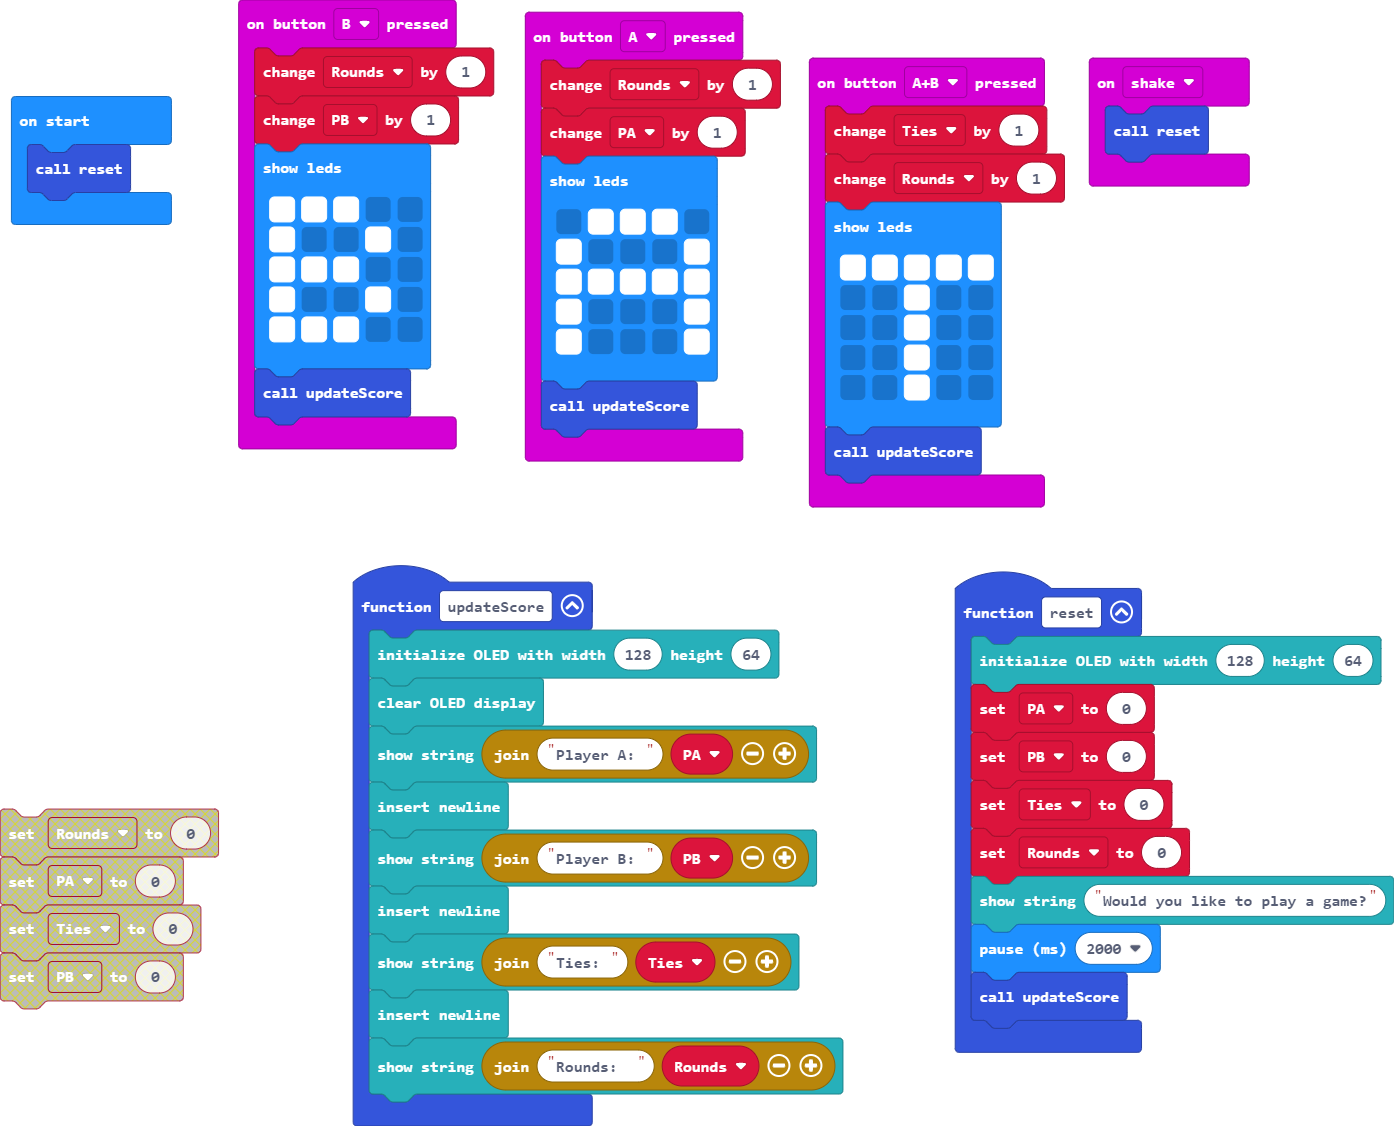 on start
call reset
on button B pressed
change Rounds by 1
change PB by 1
show leds
call updateScore
on button A pressed
change Rounds by 1
change PA by 1
show leds
call updateScore
on button A+B pressed
change Ties by 1
change Rounds by 1
show leds
call updateScore
on shake
call reset
set Rounds to 0
set PA to 0
set Ties to 0
set PB to 0
function updateScore
initialize OLED with width 128 height 64
clear OLED display
show string join "Player A: " PA
insert newline
show string join "Player B: " PB
insert newline
show string join "Ties: " Ties
insert newline
show string join "Rounds: " Rounds
function reset
initialize OLED with width 128 height 64
set PA to 0
set PB to 0
set Ties to 0
set Rounds to 0
show string "Would you like to play a game?"
pause (ms) 2000
call updateScore